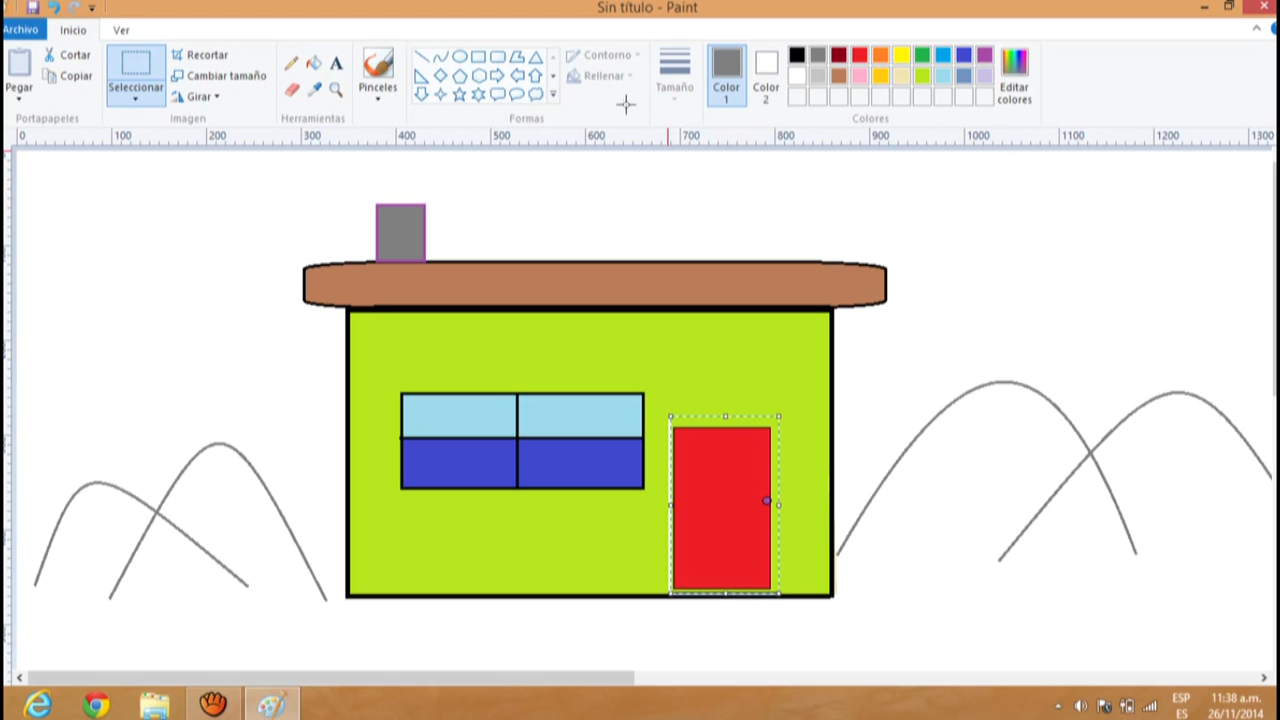 Sin título - Paint
Archivo Inicio Ver
Pegar
Cortar
Copiar
Portapapeles
Seleccionar
Recortar
Cambiar tamaño
Girar
Imagen
Herramientas
Pinceles
Contorno
Rellenar
Formas
Tamaño
Color 1
Color 2
Editar colores
Colores
0 100 200 300 400 500 600 700 800 900 1000 1100 1200 1300
ESP 11:38 a.m.
ES 26/11/2014